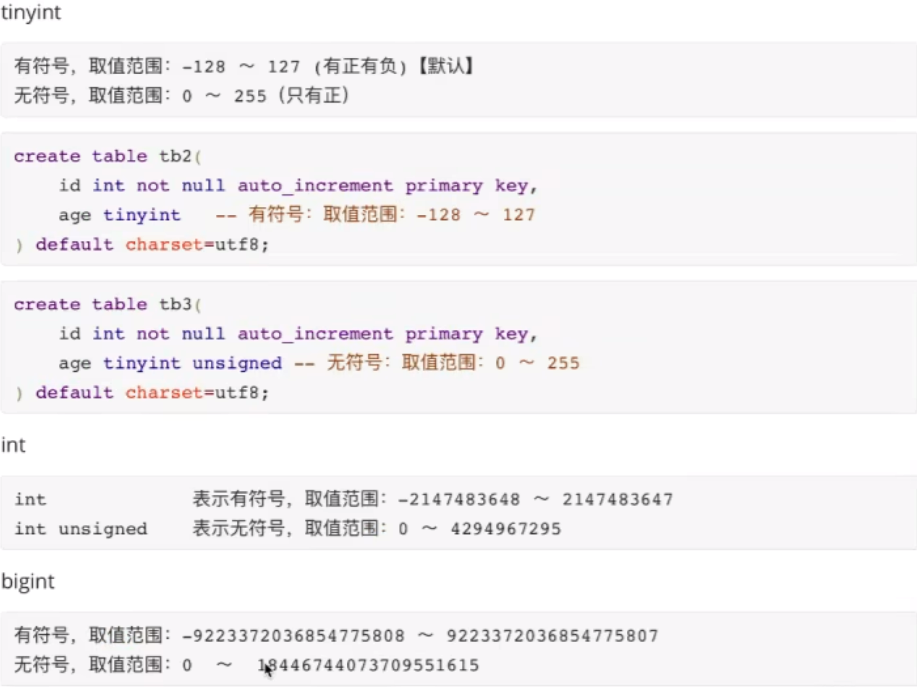 tinyint
有符号，取值范围：-128 ～ 127 (有正有负)【默认】
无符号，取值范围：0 ～ 255（只有正）
create table tb2(
    id int not null auto_increment primary key,
    age tinyint   -- 有符号：取值范围：-128 ～ 127
) default charset=utf8;
create table tb3(
    id int not null auto_increment primary key,
    age tinyint unsigned -- 无符号：取值范围：0 ～ 255
) default charset=utf8;
int
int            表示有符号，取值范围：-2147483648 ～ 2147483647
int unsigned   表示无符号，取值范围：0 ～ 4294967295
bigint
有符号，取值范围：-9223372036854775808 ～ 9223372036854775807
无符号，取值范围：0  ～  18446744073709551615